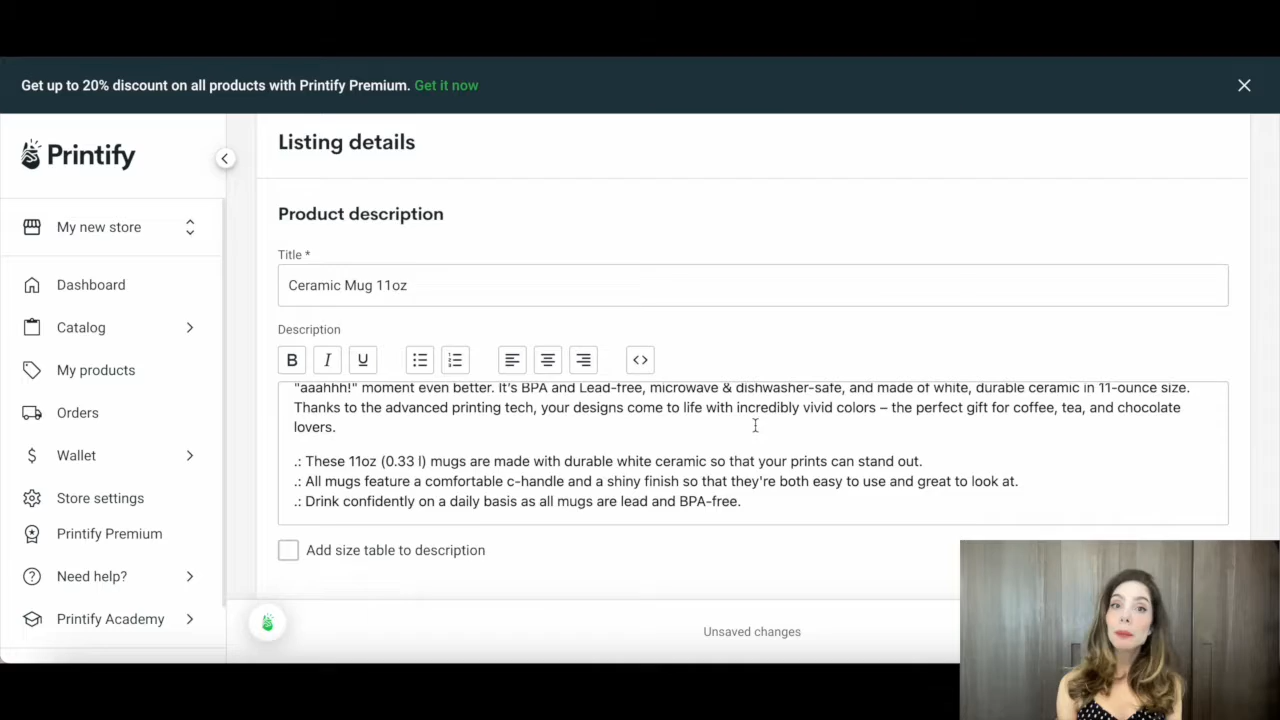 Get up to 20% discount on all products with Printify Premium. Get it now
Printify
Listing details
Product description
My new store
Title *
Dashboard
Ceramic Mug 11oz
Catalog
Description
My products
B I U
"aaahhh!" moment even better. It's BPA and Lead-free, microwave & dishwasher-safe, and made of white, durable ceramic in 11-ounce size.
Thanks to the advanced printing tech, your designs come to life with incredibly vivid colors – the perfect gift for coffee, tea, and chocolate
lovers.
Orders
Wallet
.: These 11oz (0.33 l) mugs are made with durable white ceramic so that your prints can stand out.
.: All mugs feature a comfortable c-handle and a shiny finish so that they're both easy to use and great to look at.
.: Drink confidently on a daily basis as all mugs are lead and BPA-free.
Store settings
Printify Premium
Add size table to description
Need help?
Printify Academy
Unsaved changes